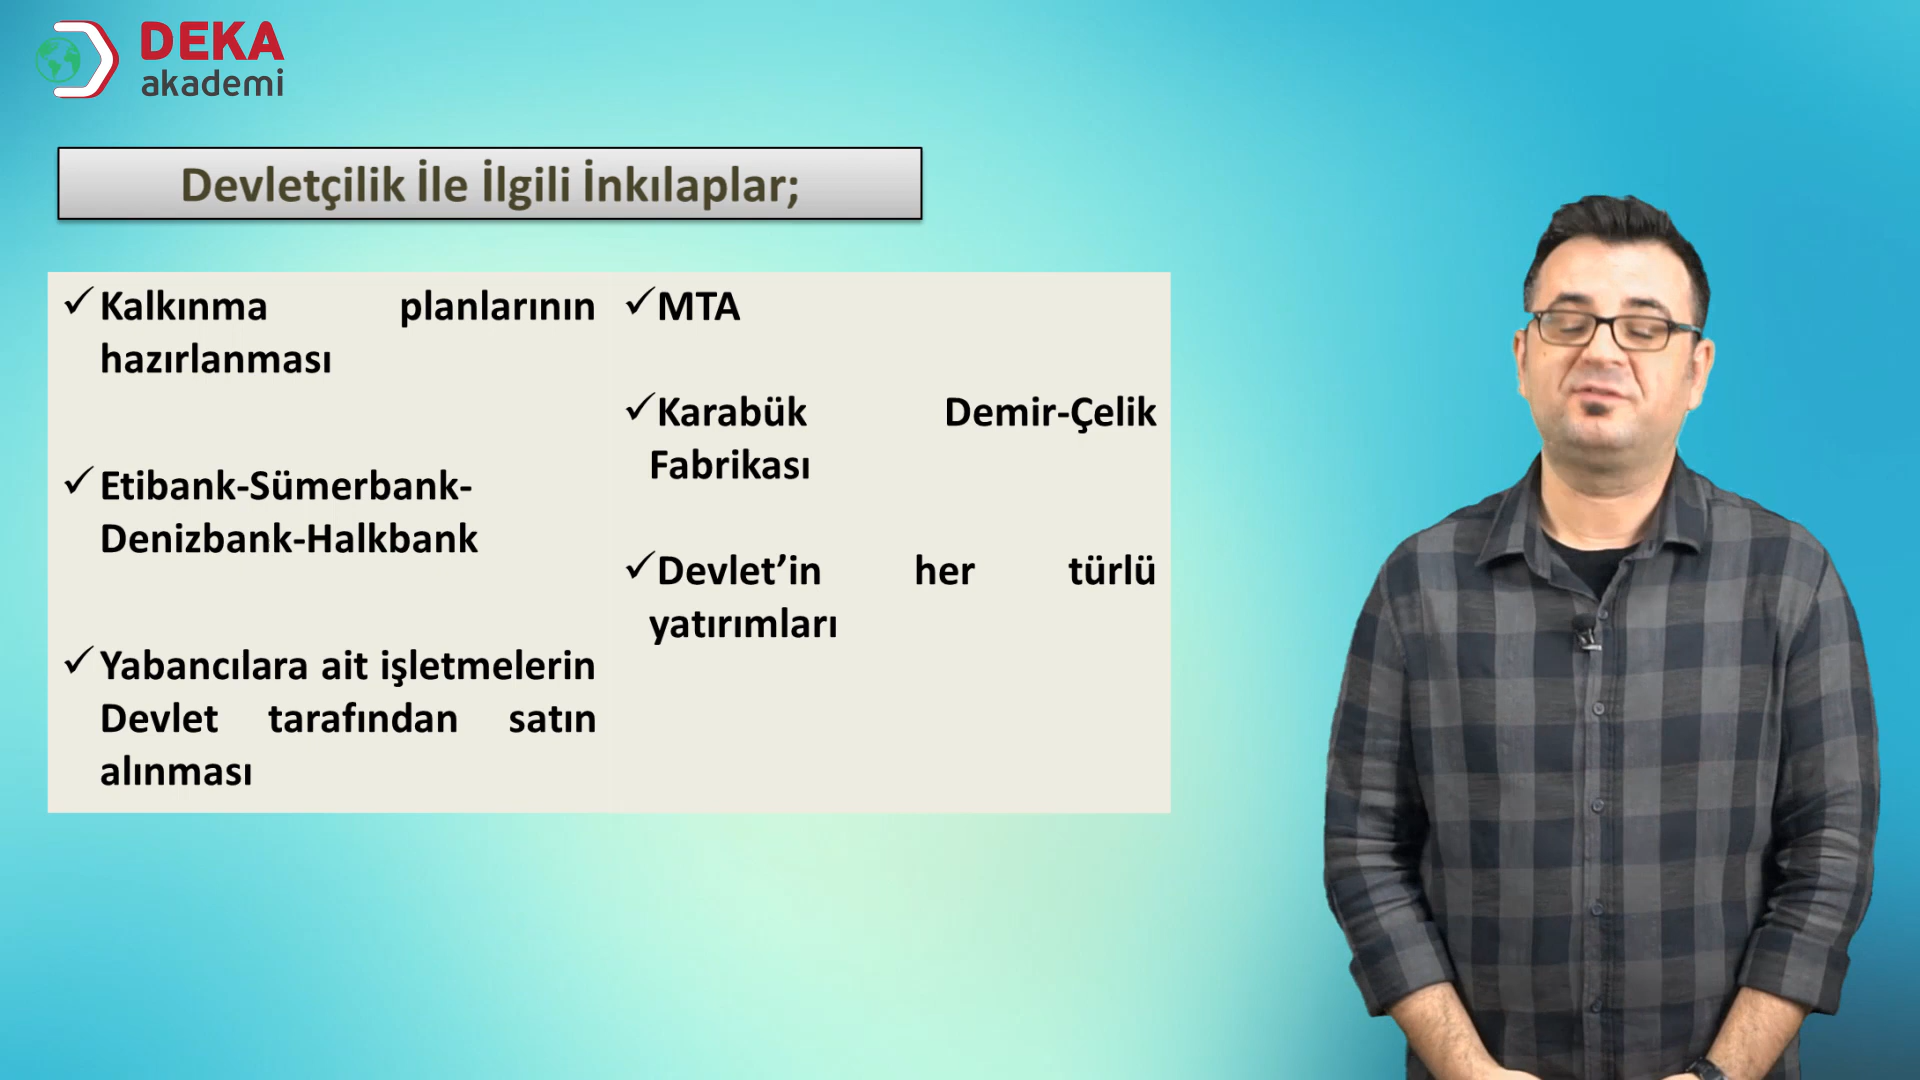 DEKA
akademi
Devletçilik İle İlgili İnkılaplar;
✓Kalkınma planlarının
hazırlanması
✓Etibank-Sümerbank-
Denizbank-Halkbank
✓Yabancılara ait işletmelerin
Devlet tarafından satın
alınması
✓MTA
✓Karabük Demir-Çelik
Fabrikası
✓Devlet’in her türlü
yatırımları